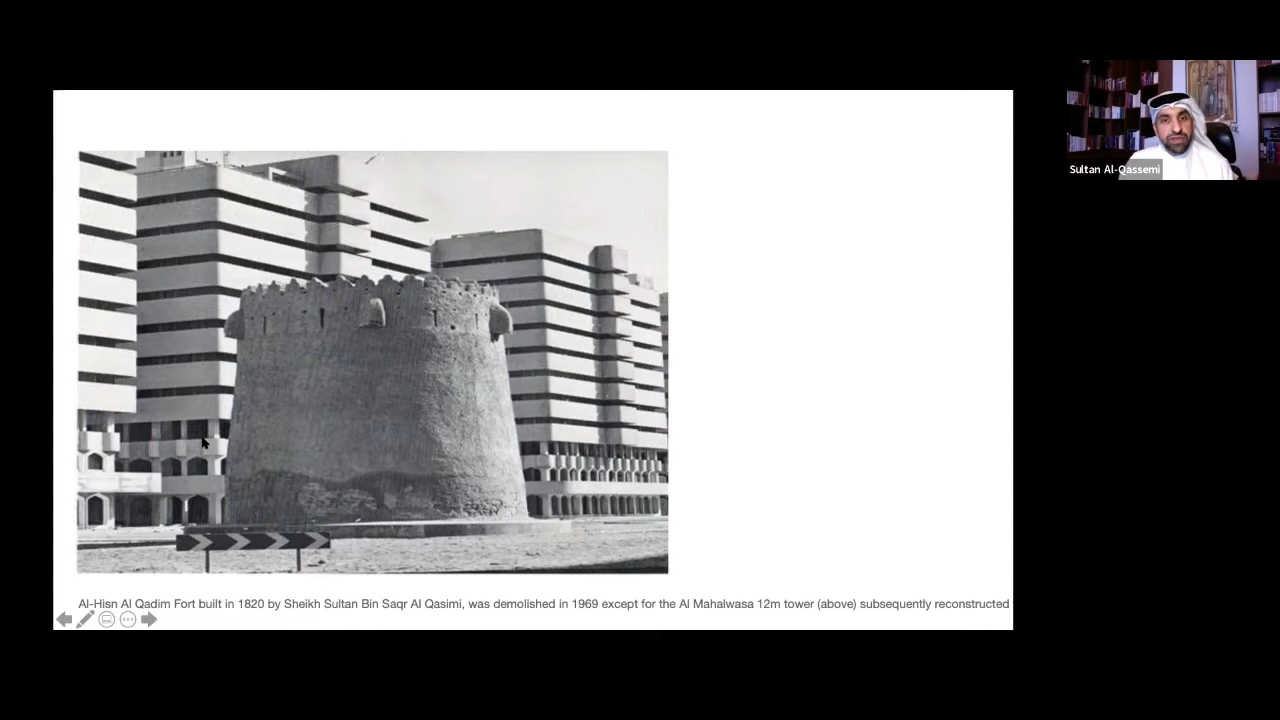 Sultan Al-Qassemi
Al-Hisn Al Qadim Fort built in 1820 by Sheikh Sultan Bin Saqr Al Qasimi, was demolished in 1969 except for the Al Mahalwasa 12m tower (above) subsequently reconstructed